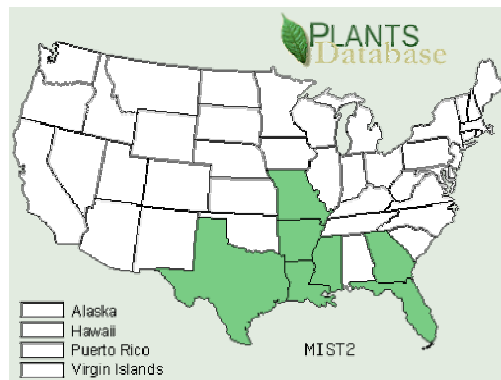 PLANTS
Database
Alaska
Hawaii
Puerto Rico
Virgin Islands
MIST2